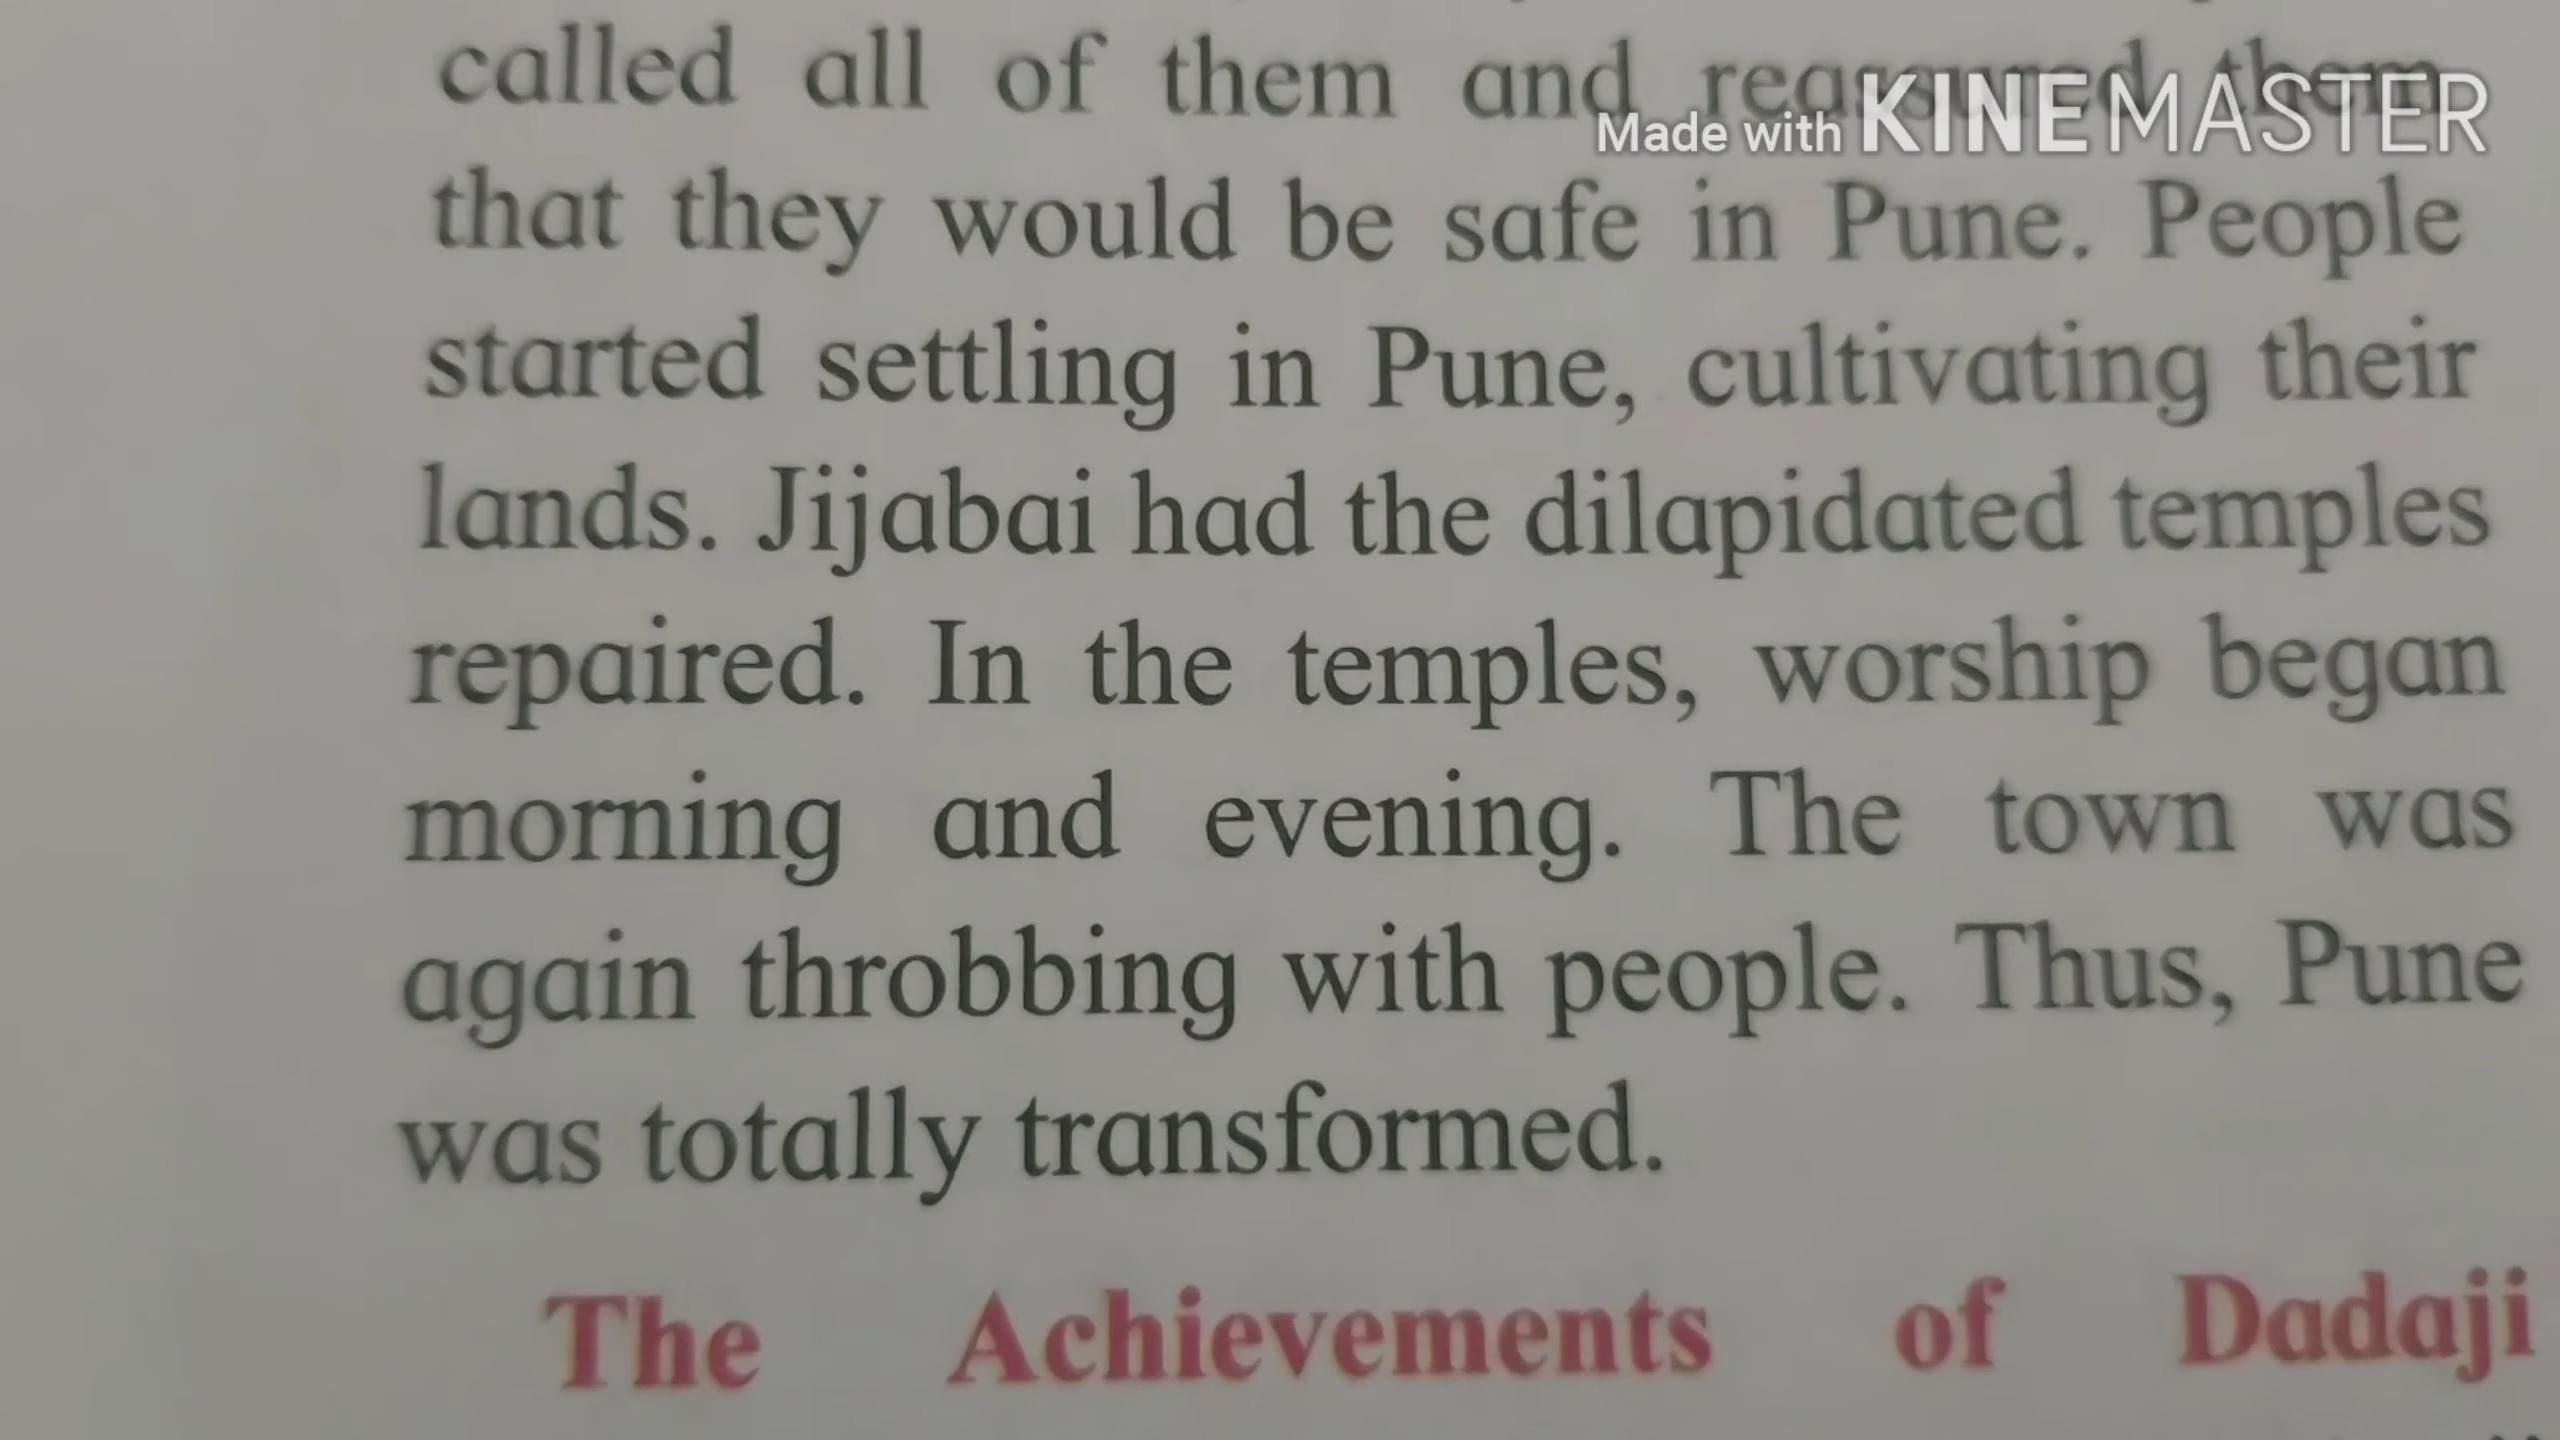 called all of them and reassured them
Made with KINEMASTER
that they would be safe in Pune. People
started settling in Pune, cultivating their
lands. Jijabai had the dilapidated temples
repaired. In the temples, worship began
morning and evening. The town was
again throbbing with people. Thus, Pune
was totally transformed.
The Achievements of Dadaji